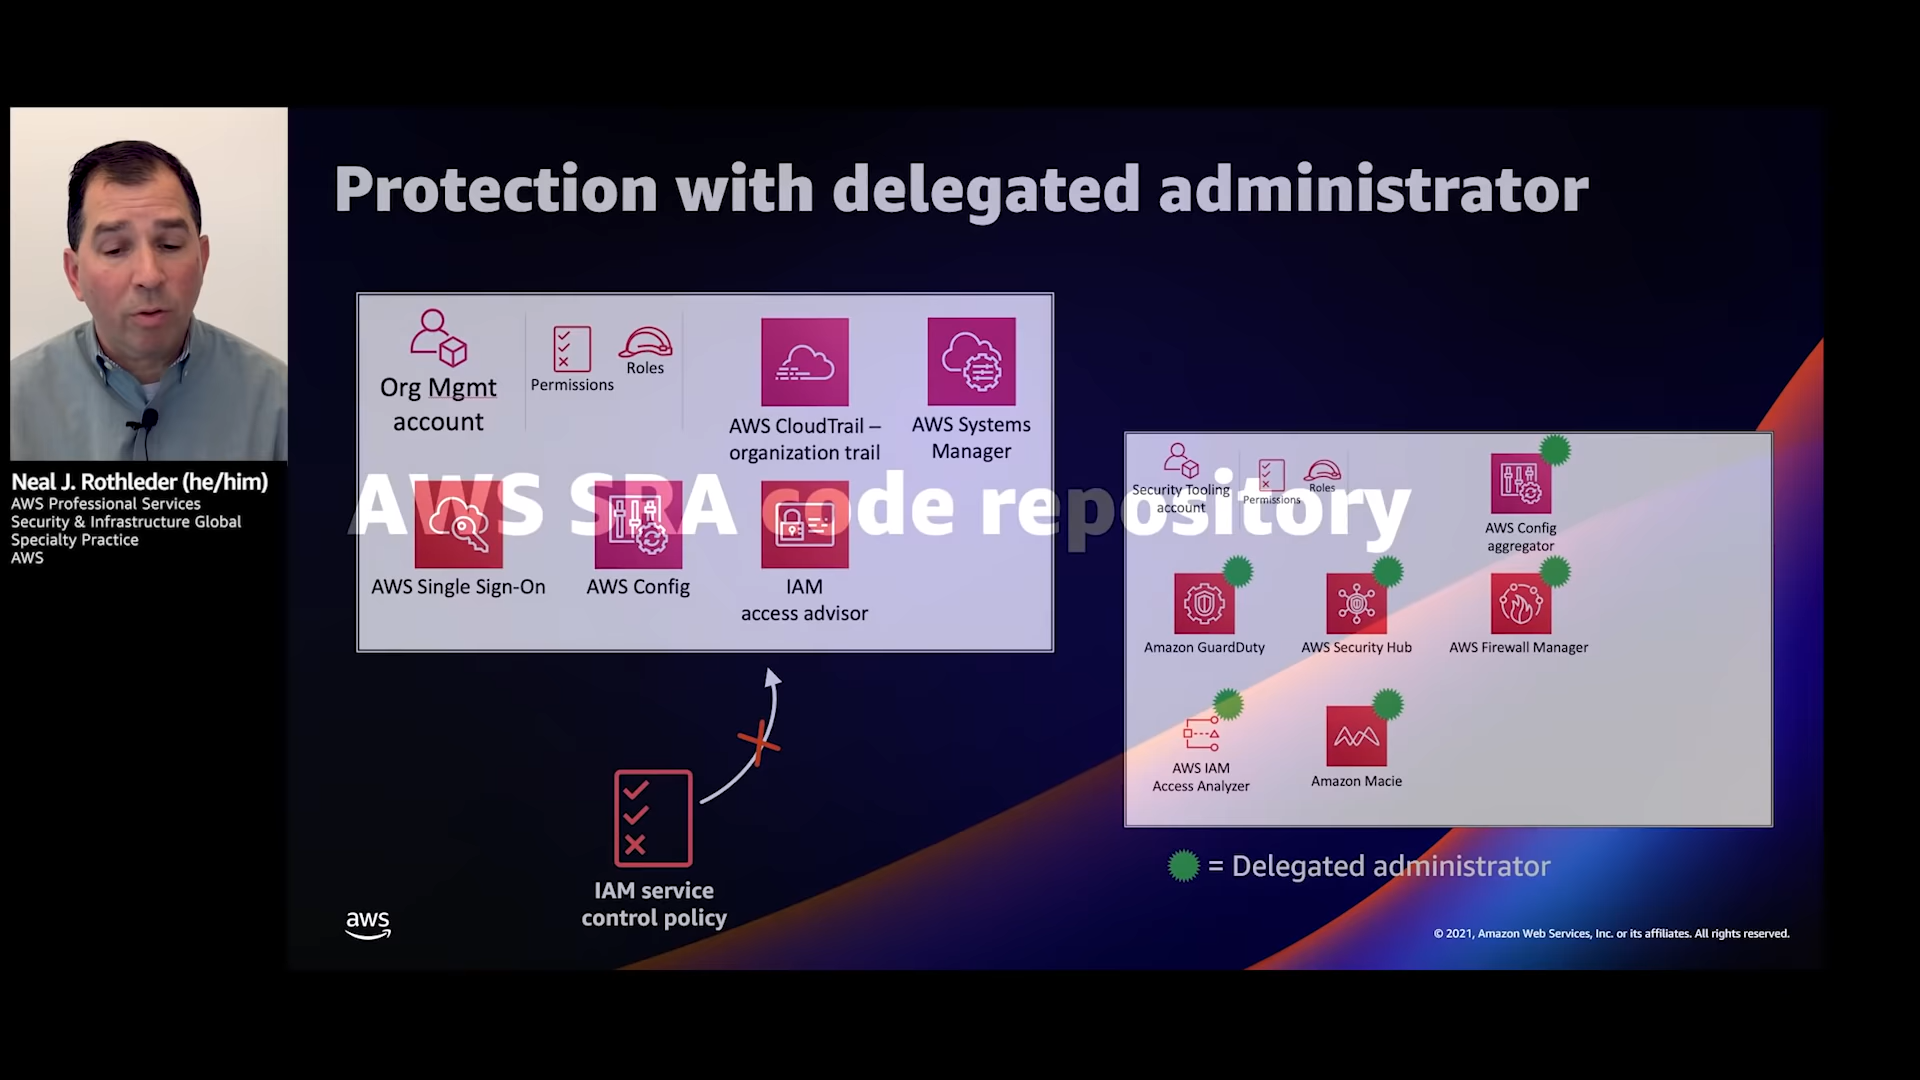 Protection with delegated administrator
Org Mgmt
account
Permissions
Roles
AWS CloudTrail –
organization trail
AWS Systems
Manager
AWS SRA code repository
AWS Single Sign-On
AWS Config
IAM
access advisor
Security Tooling
account
Permissions
Roles
AWS Config
aggregator
Amazon GuardDuty
AWS Security Hub
AWS Firewall Manager
AWS IAM
Access Analyzer
Amazon Macie
IAM service
control policy
= Delegated administrator
Neal J. Rothleder (he/him)
AWS Professional Services
Security & Infrastructure Global
Specialty Practice
AWS
aws
© 2021, Amazon Web Services, Inc. or its affiliates. All rights reserved.